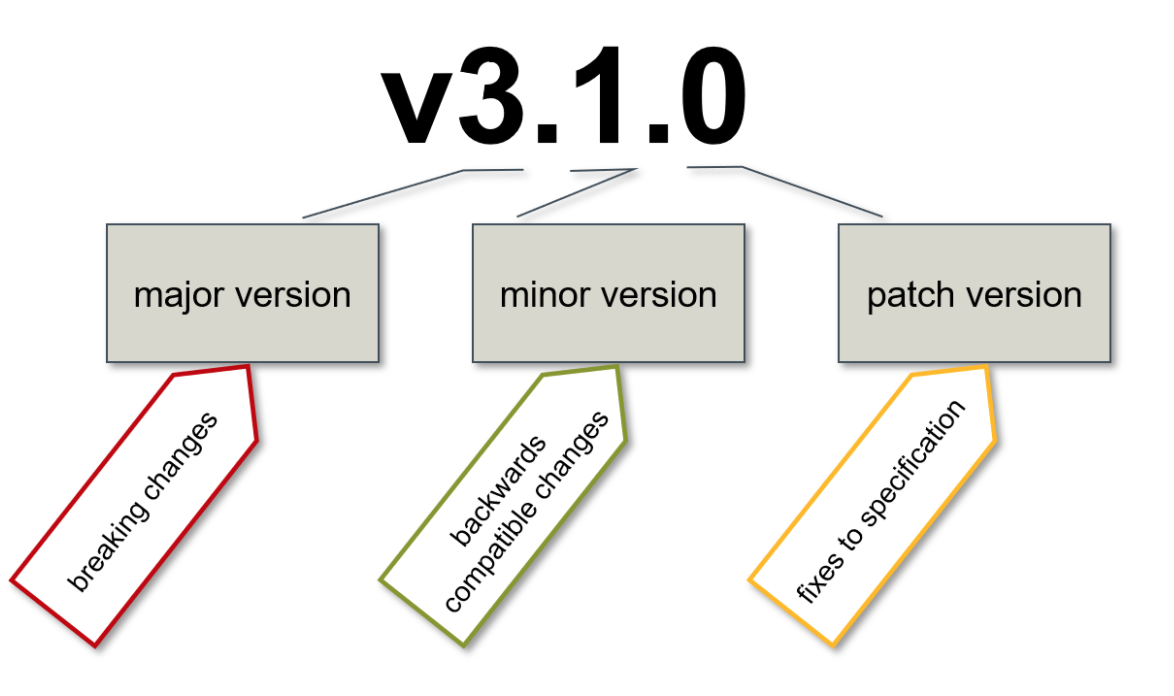 v3.1.0
major version
minor version
patch version
breaking changes
backwards
compatible changes
fixes to specification